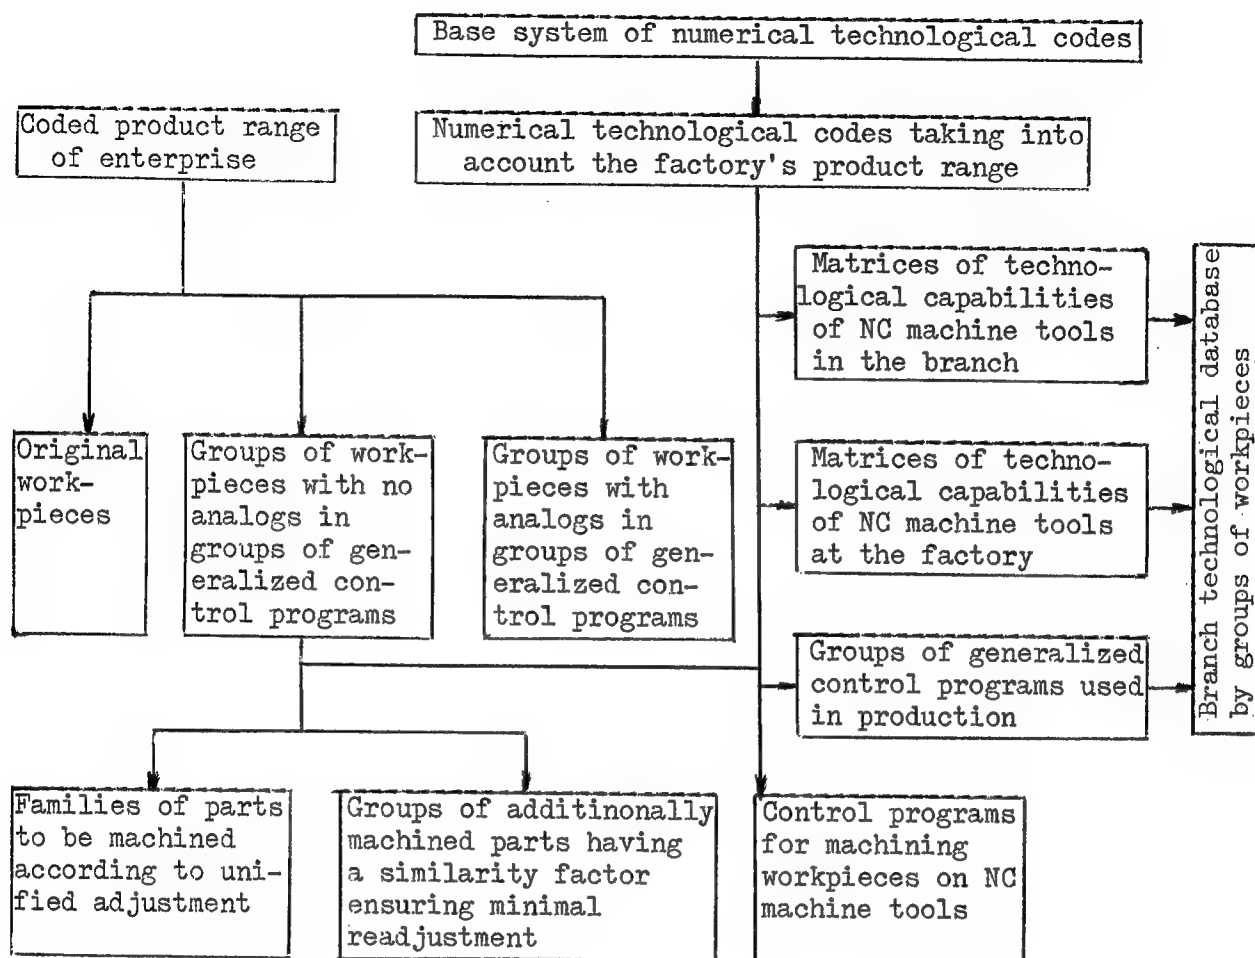 Base system of numerical technological codes
Coded product range
of enterprise
Numerical technological codes taking into
account the factory's product range
Matrices of techno-
logical capabilities
of NC machine tools
in the branch
Branch technological database
by groups of workpieces
Original
work-
pieces
Groups of work-
pieces with no
analogs in
groups of gen-
eralized con-
trol programs
Groups of work-
pieces with
analogs in
groups of gen-
eralized con-
trol programs
Matrices of techno-
logical capabilities
of NC machine tools
at the factory
Groups of generalized
control programs used
in production
Families of parts
to be machined
according to uni-
fied adjustment
Groups of additinonally
machined parts having
a similarity factor
ensuring minimal
readjustment
Control programs
for machining
workpieces on NC
machine tools